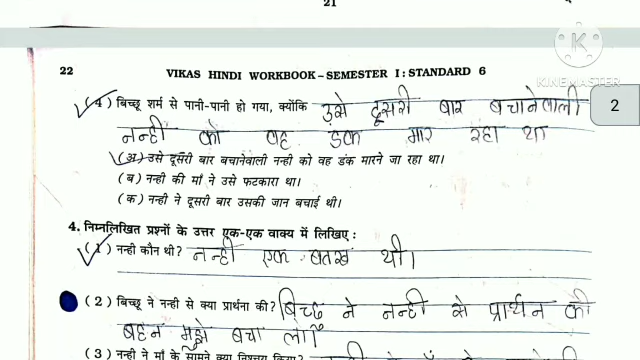 21
KINEMASTER
22 VIKAS HINDI WORKBOOK – SEMESTER I : STANDARD 6
2
(4) बिच्छू शर्म से पानी-पानी हो गया, क्योंकि उसे दूसरी बार बचानेवाली
नन्ही को वह डंक मार रहा था
(अ) उसे दूसरी बार बचानेवाली नन्ही को वह डंक मारने जा रहा था।
(ब) नन्ही की माँ ने उसे फटकारा था।
(क) नन्ही ने दूसरी बार उसकी जान बचाई थी।
4. निम्नलिखित प्रश्नों के उत्तर एक-एक वाक्य में लिखिए :
(1) नन्ही कौन थी? नन्ही एक बतख थी।
(2) बिच्छू ने नन्ही से क्या प्रार्थना की? बिच्छु ने नन्ही से प्रार्थन की
बहन मुझे बचा लो
(3) नन्ही ने माँ के सामने क्या निश्चय किया?